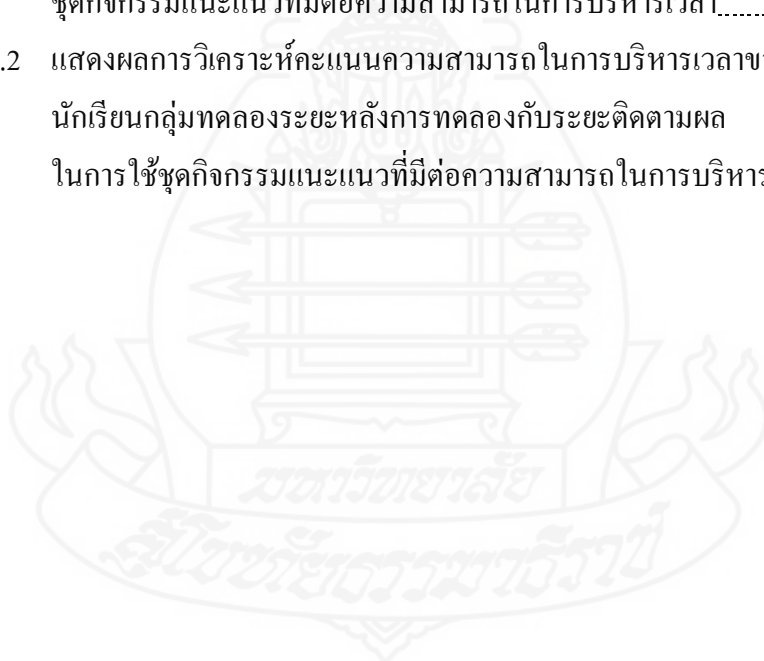 ชุดกิจกรรมแนะแนวที่มีต่อความสามารถในการบริหารเวลา
.2 แสดงผลการวิเคราะห์คะแนนความสามารถในการบริหารเวลาขอ
นักเรียนกลุ่มทดลองระยะหลังการทดลองกับระยะติดตามผล
ในการใช้ชุดกิจกรรมแนะแนวที่มีต่อความสามารถในการบริหาร
มหาวิทยาลัย
สุโขทัยธรรมาธิราช